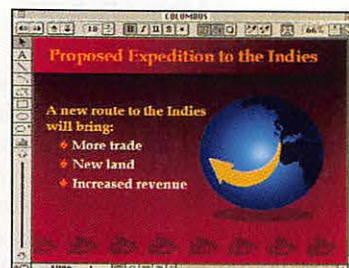 COLUMBUS
Proposed Expedition to the Indies
A new route to the Indies
will bring:
More trade
New land
Increased revenue